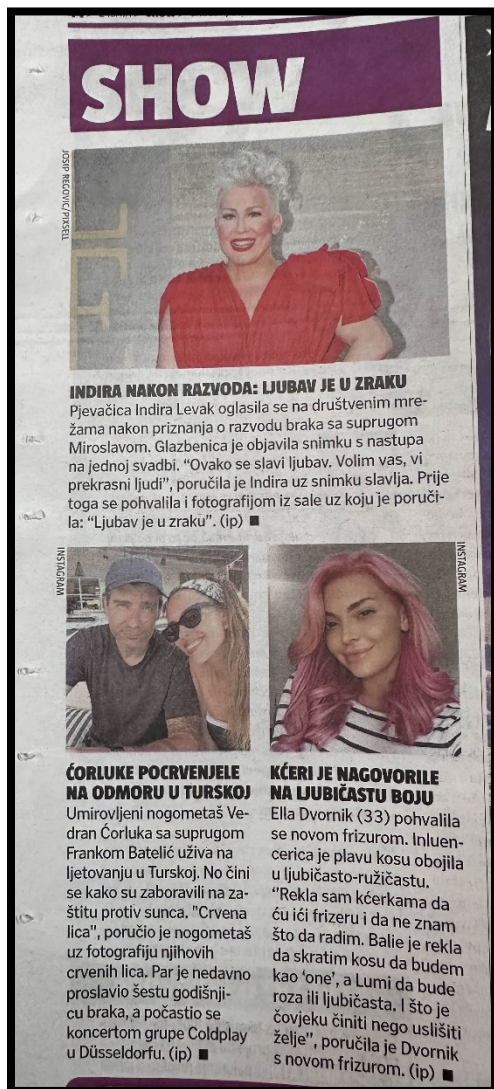 SHOW
JOSIP REGOVIC/PIXSELL
INDIRA NAKON RAZVODA: LJUBAV JE U ZRAKU
Pjevačica Indira Levak oglasila se na društvenim mre-
žama nakon priznanja o razvodu braka sa suprugom
Miroslavom. Glazbenica je objavila snimku s nastupa
na jednoj svadbi. “Ovako se slavi ljubav. Volim vas, vi
prekrasni ljudi”, poručila je Indira uz snimku slavlja. Prije
toga se pohvalila i fotografijom iz sale uz koju je poruči-
la: “Ljubav je u zraku”. (ip) ■
INSTAGRAM
ĆORLUKE POCRVENJELE
NA ODMORU U TURSKOJ
Umirovljeni nogometaš Ve-
dran Ćorluka sa suprugom
Frankom Batelić uživa na
ljetovanju u Turskoj. No čini
se kako su zaboravili na za-
štitu protiv sunca. "Crvena
lica", poručio je nogometaš
uz fotografiju njihovih
crvenih lica. Par je nedavno
proslavio šestu godišnji-
cu braka, a počastio se
koncertom grupe Coldplay
u Düsseldorfu. (ip) ■
INSTAGRAM
KĆERI JE NAGOVORILE
NA LJUBIČASTU BOJU
Ella Dvornik (33) pohvalila
se novom frizurom. Inluen-
cerica je plavu kosu obojila
u ljubičasto-ružičastu.
“Rekla sam kćerkama da
ću ići frizeru i da ne znam
što da radim. Balie je rekla
da skratim kosu da budem
kao ‘one’, a Lumi da bude
roza ili ljubičasta. I što je
čovjeku činiti nego uslišiti
želje”, poručila je Dvornik
s novom frizurom. (ip) ■